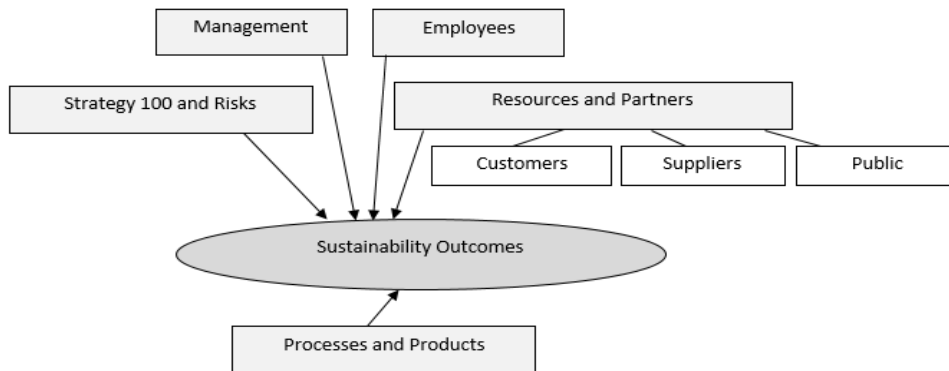 Management
Employees
Strategy 100 and Risks
Resources and Partners
Customers
Suppliers
Public
Sustainability Outcomes
Processes and Products